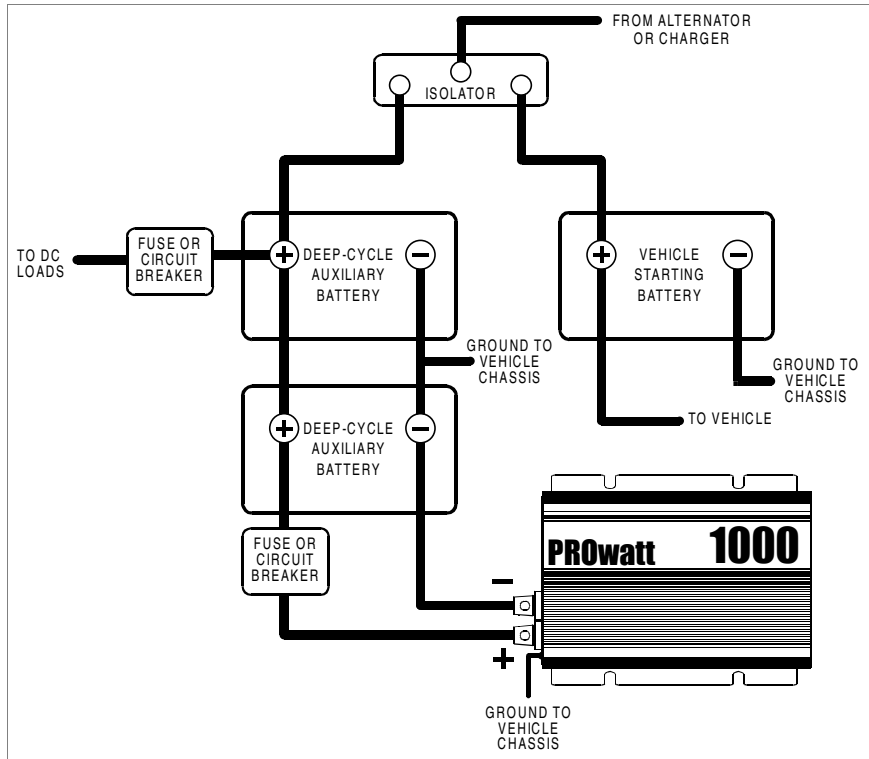 FROM ALTERNATOR
OR CHARGER
ISOLATOR
TO DC
LOADS
FUSE OR
CIRCUIT
BREAKER
+
DEEP-CYCLE
AUXILIARY
BATTERY
−
+
VEHICLE
STARTING
BATTERY
−
GROUND TO
VEHICLE
CHASSIS
GROUND TO
VEHICLE
CHASSIS
+
DEEP-CYCLE
AUXILIARY
BATTERY
−
TO VEHICLE
FUSE OR
CIRCUIT
BREAKER
PROwatt 1000
−
+
GROUND TO
VEHICLE
CHASSIS